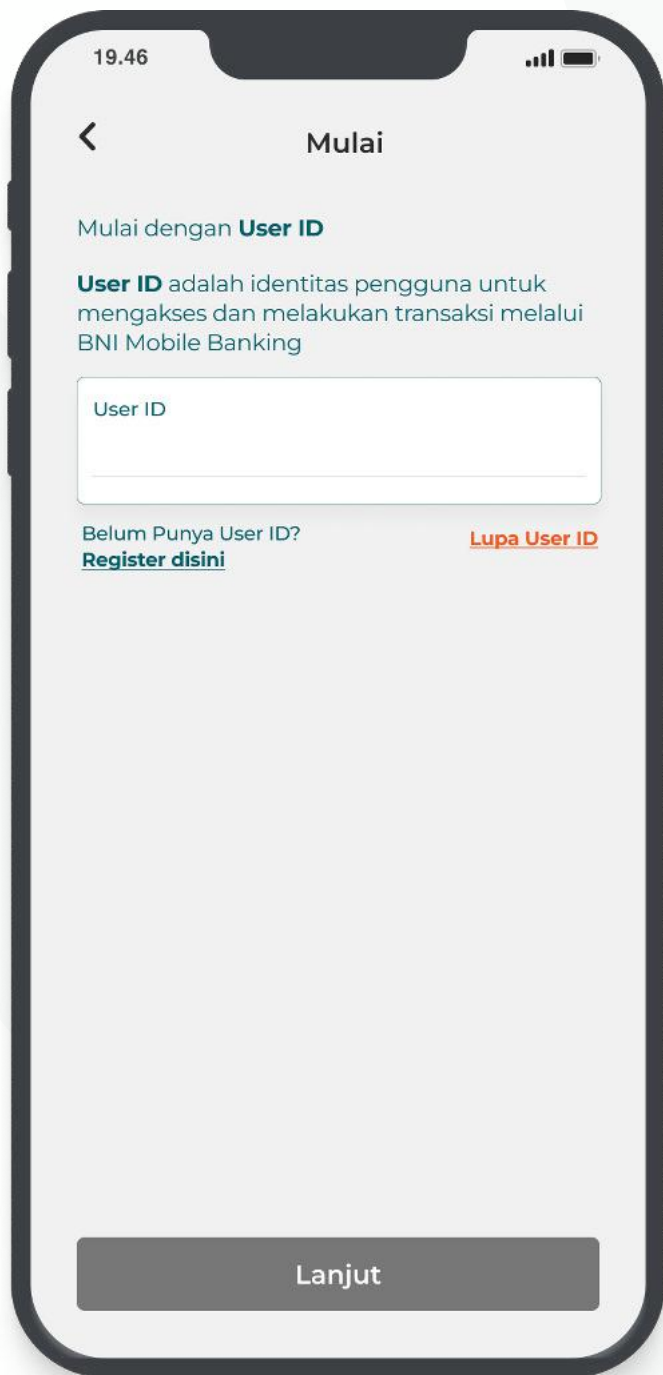 19.46
Mulai
Mulai dengan User ID
User ID adalah identitas pengguna untuk
mengakses dan melakukan transaksi melalui
BNI Mobile Banking
User ID
Belum Punya User ID?
Register disini
Lupa User ID
Lanjut